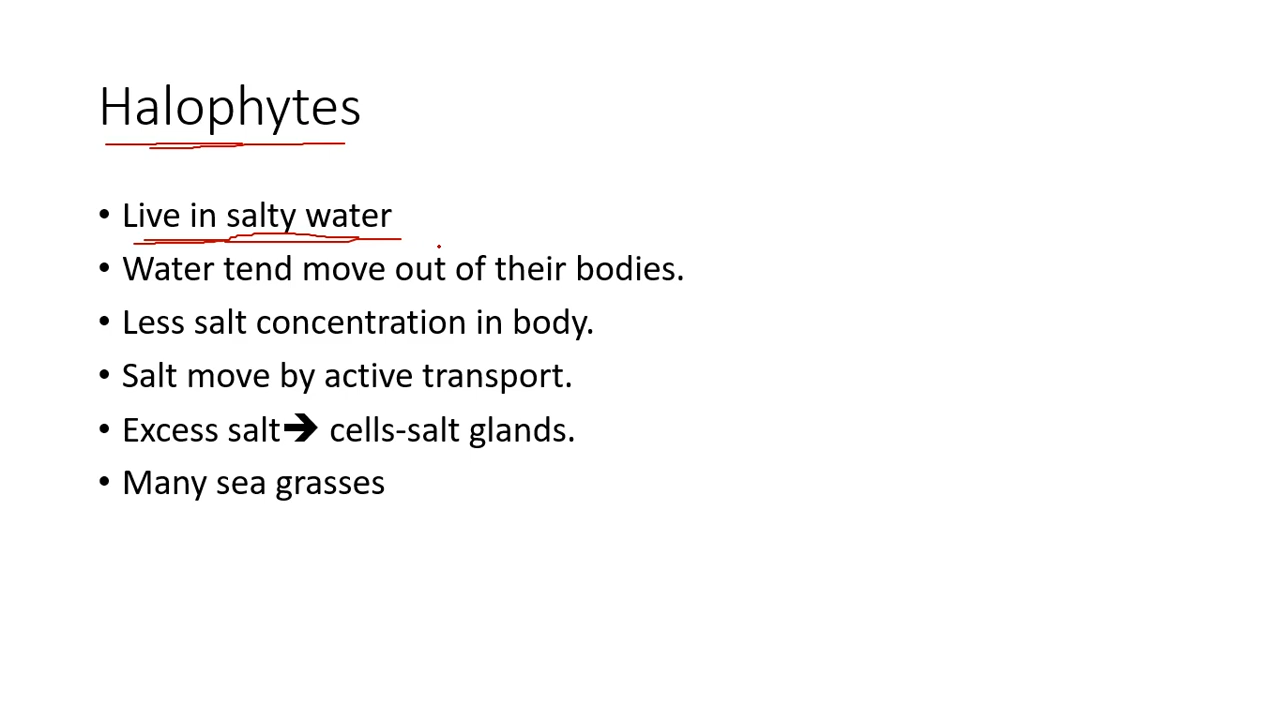 Halophytes
• Live in salty water
• Water tend move out of their bodies.
• Less salt concentration in body.
• Salt move by active transport.
• Excess salt➔ cells-salt glands.
• Many sea grasses